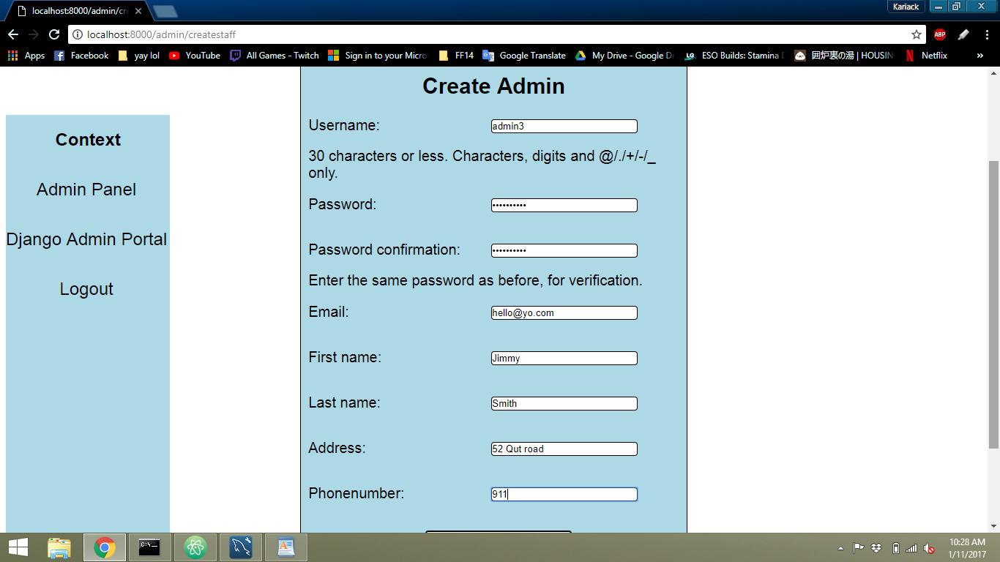 localhost:8000/admin/cre
Kariack
localhost:8000/admin/createstaff
ABP
Apps Facebook yay lol YouTube All Games - Twitch Sign in to your Micro FF14 Google Translate My Drive - Google Dr LG ESO Builds: Stamina D 囲炉裏の湯 | HOUSIN Netflix »
Create Admin
Username: admin3
30 characters or less. Characters, digits and @/./+/-/_
only.
Password: ••••••••••
Password confirmation: ••••••••••
Enter the same password as before, for verification.
Email: hello@yo.com
First name: Jimmy
Last name: Smith
Address: 52 Qut road
Phonenumber: 911
Context
Admin Panel
Django Admin Portal
Logout
C:\._
10:28 AM
1/11/2017